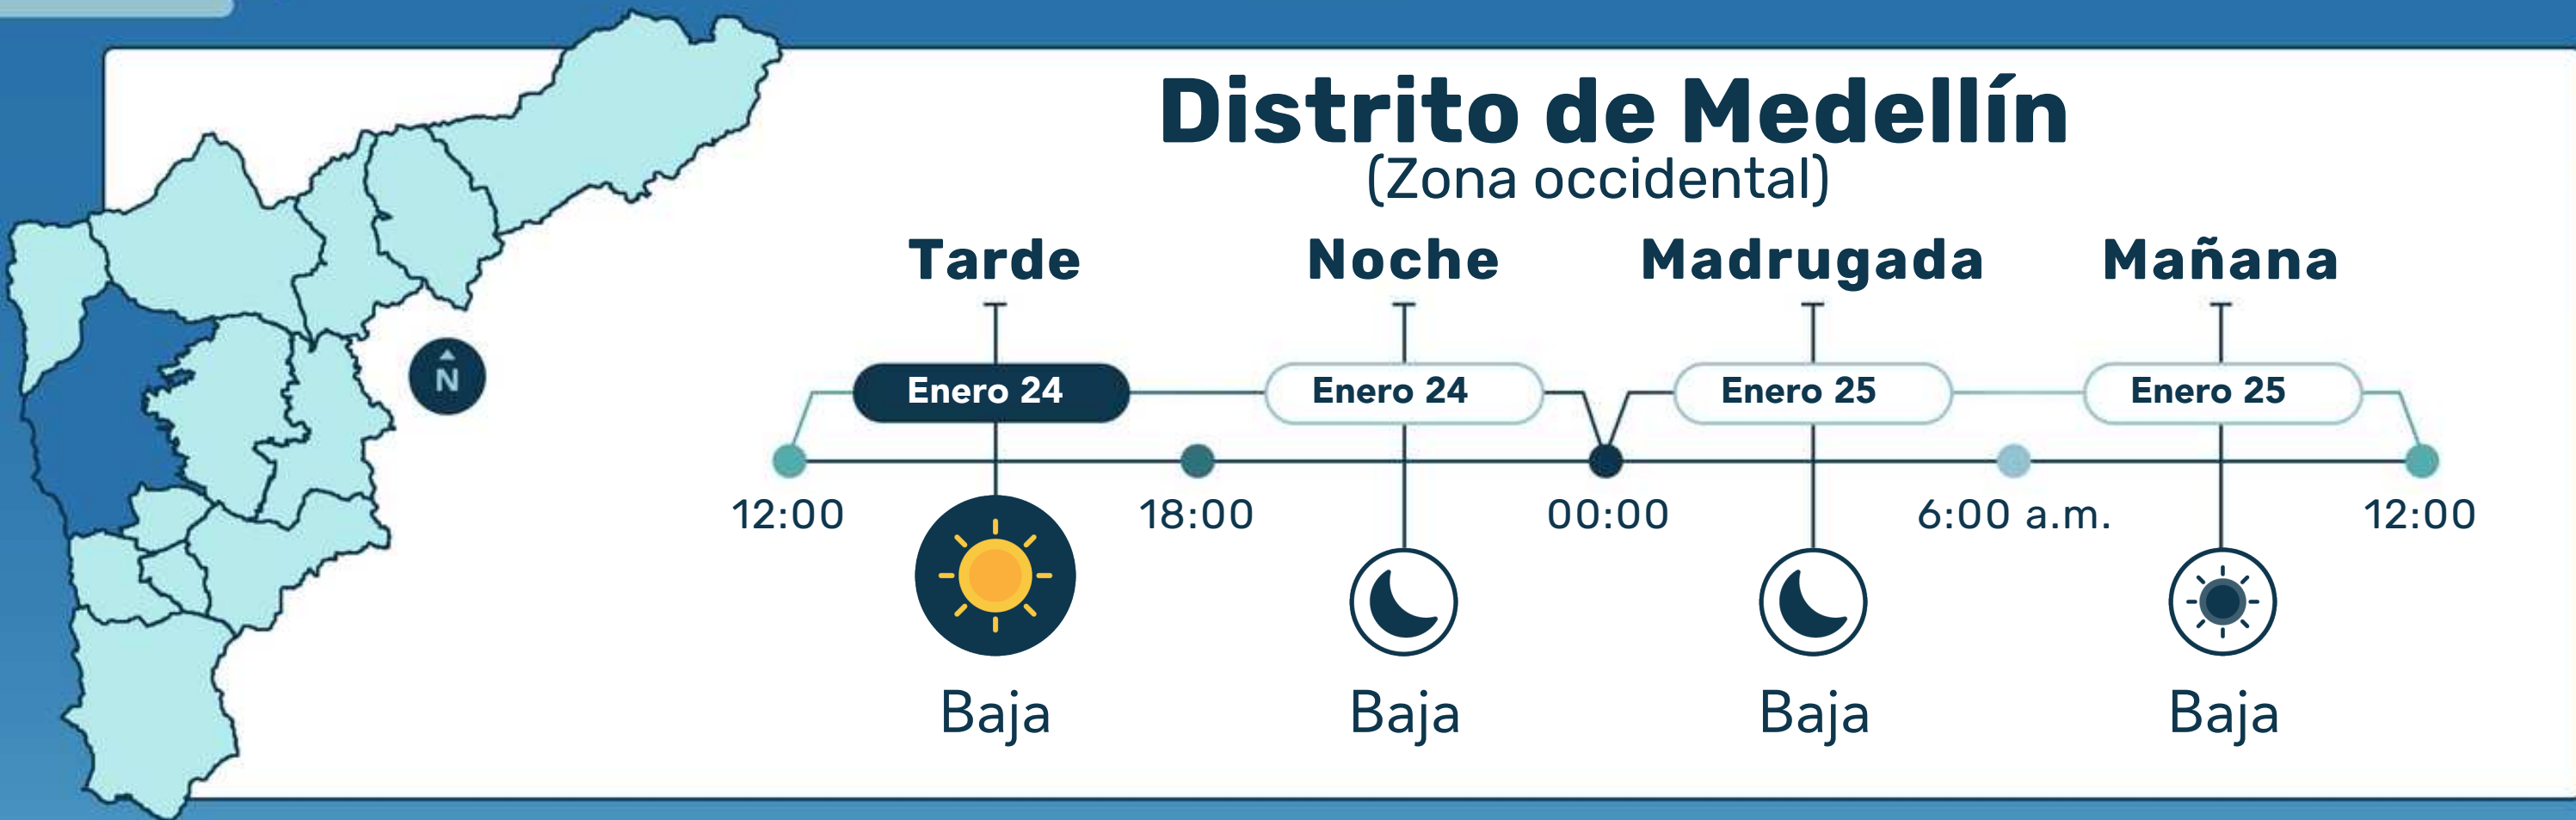 Distrito de Medellín
(Zona occidental)
Tarde Noche Madrugada Mañana
Enero 24 Enero 24 Enero 25 Enero 25
N
12:00 18:00 00:00 6:00 a.m. 12:00
Baja Baja Baja Baja